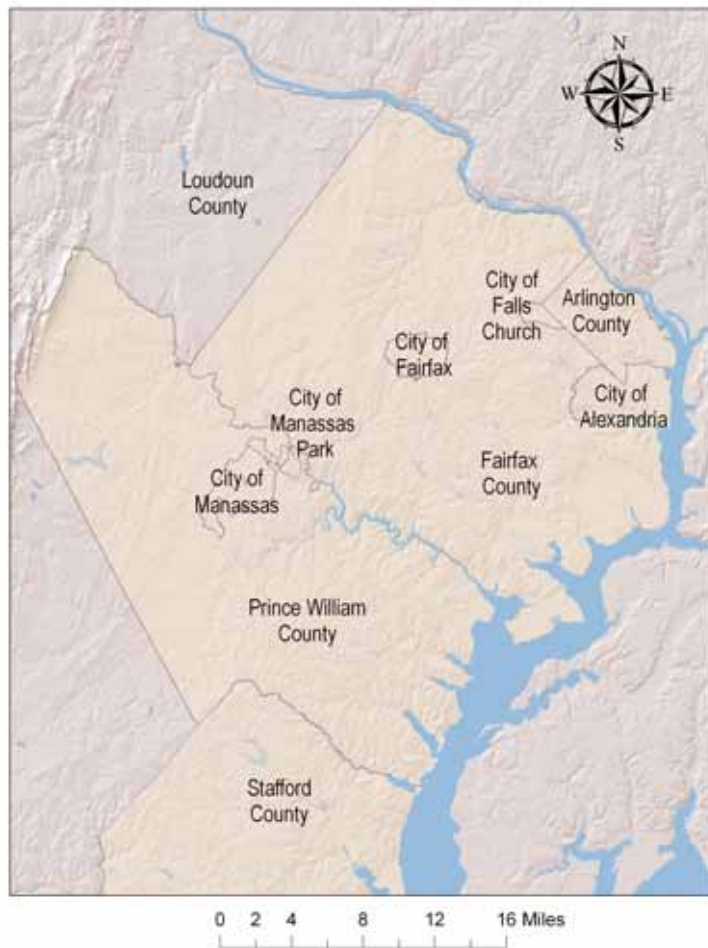 N
W E
S
Loudoun
County
City of
Falls
Church
Arlington
County
City of
Fairfax
City of
Alexandria
City of
Manassas
Park
City of
Manassas
Fairfax
County
Prince William
County
Stafford
County
0 2 4 8 12 16 Miles